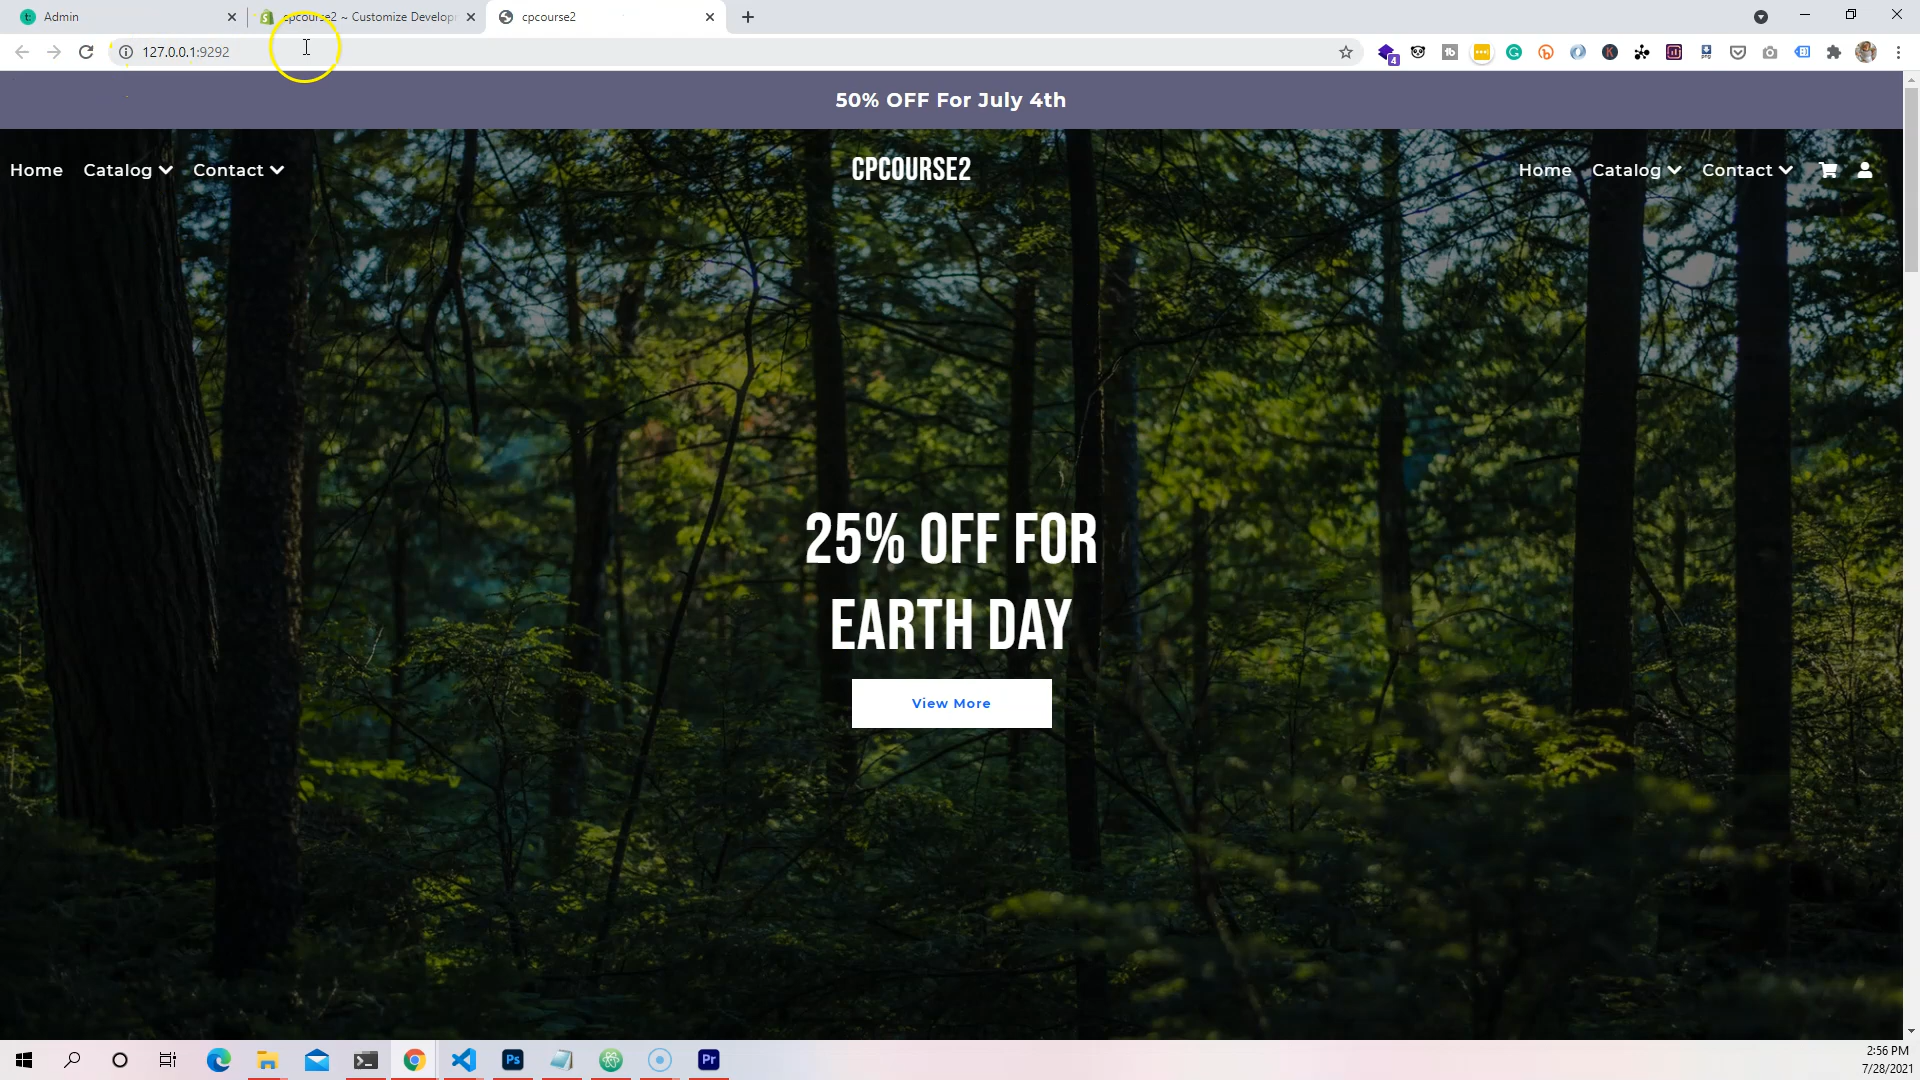 Admin
cpcourse2 ~ Customize Develop
cpcourse2
127.0.0.1:9292
50% OFF For July 4th
Home Catalog Contact
CPCOURSE2
Home Catalog Contact
25% OFF FOR
EARTH DAY
View More
2:56 PM
7/28/2021